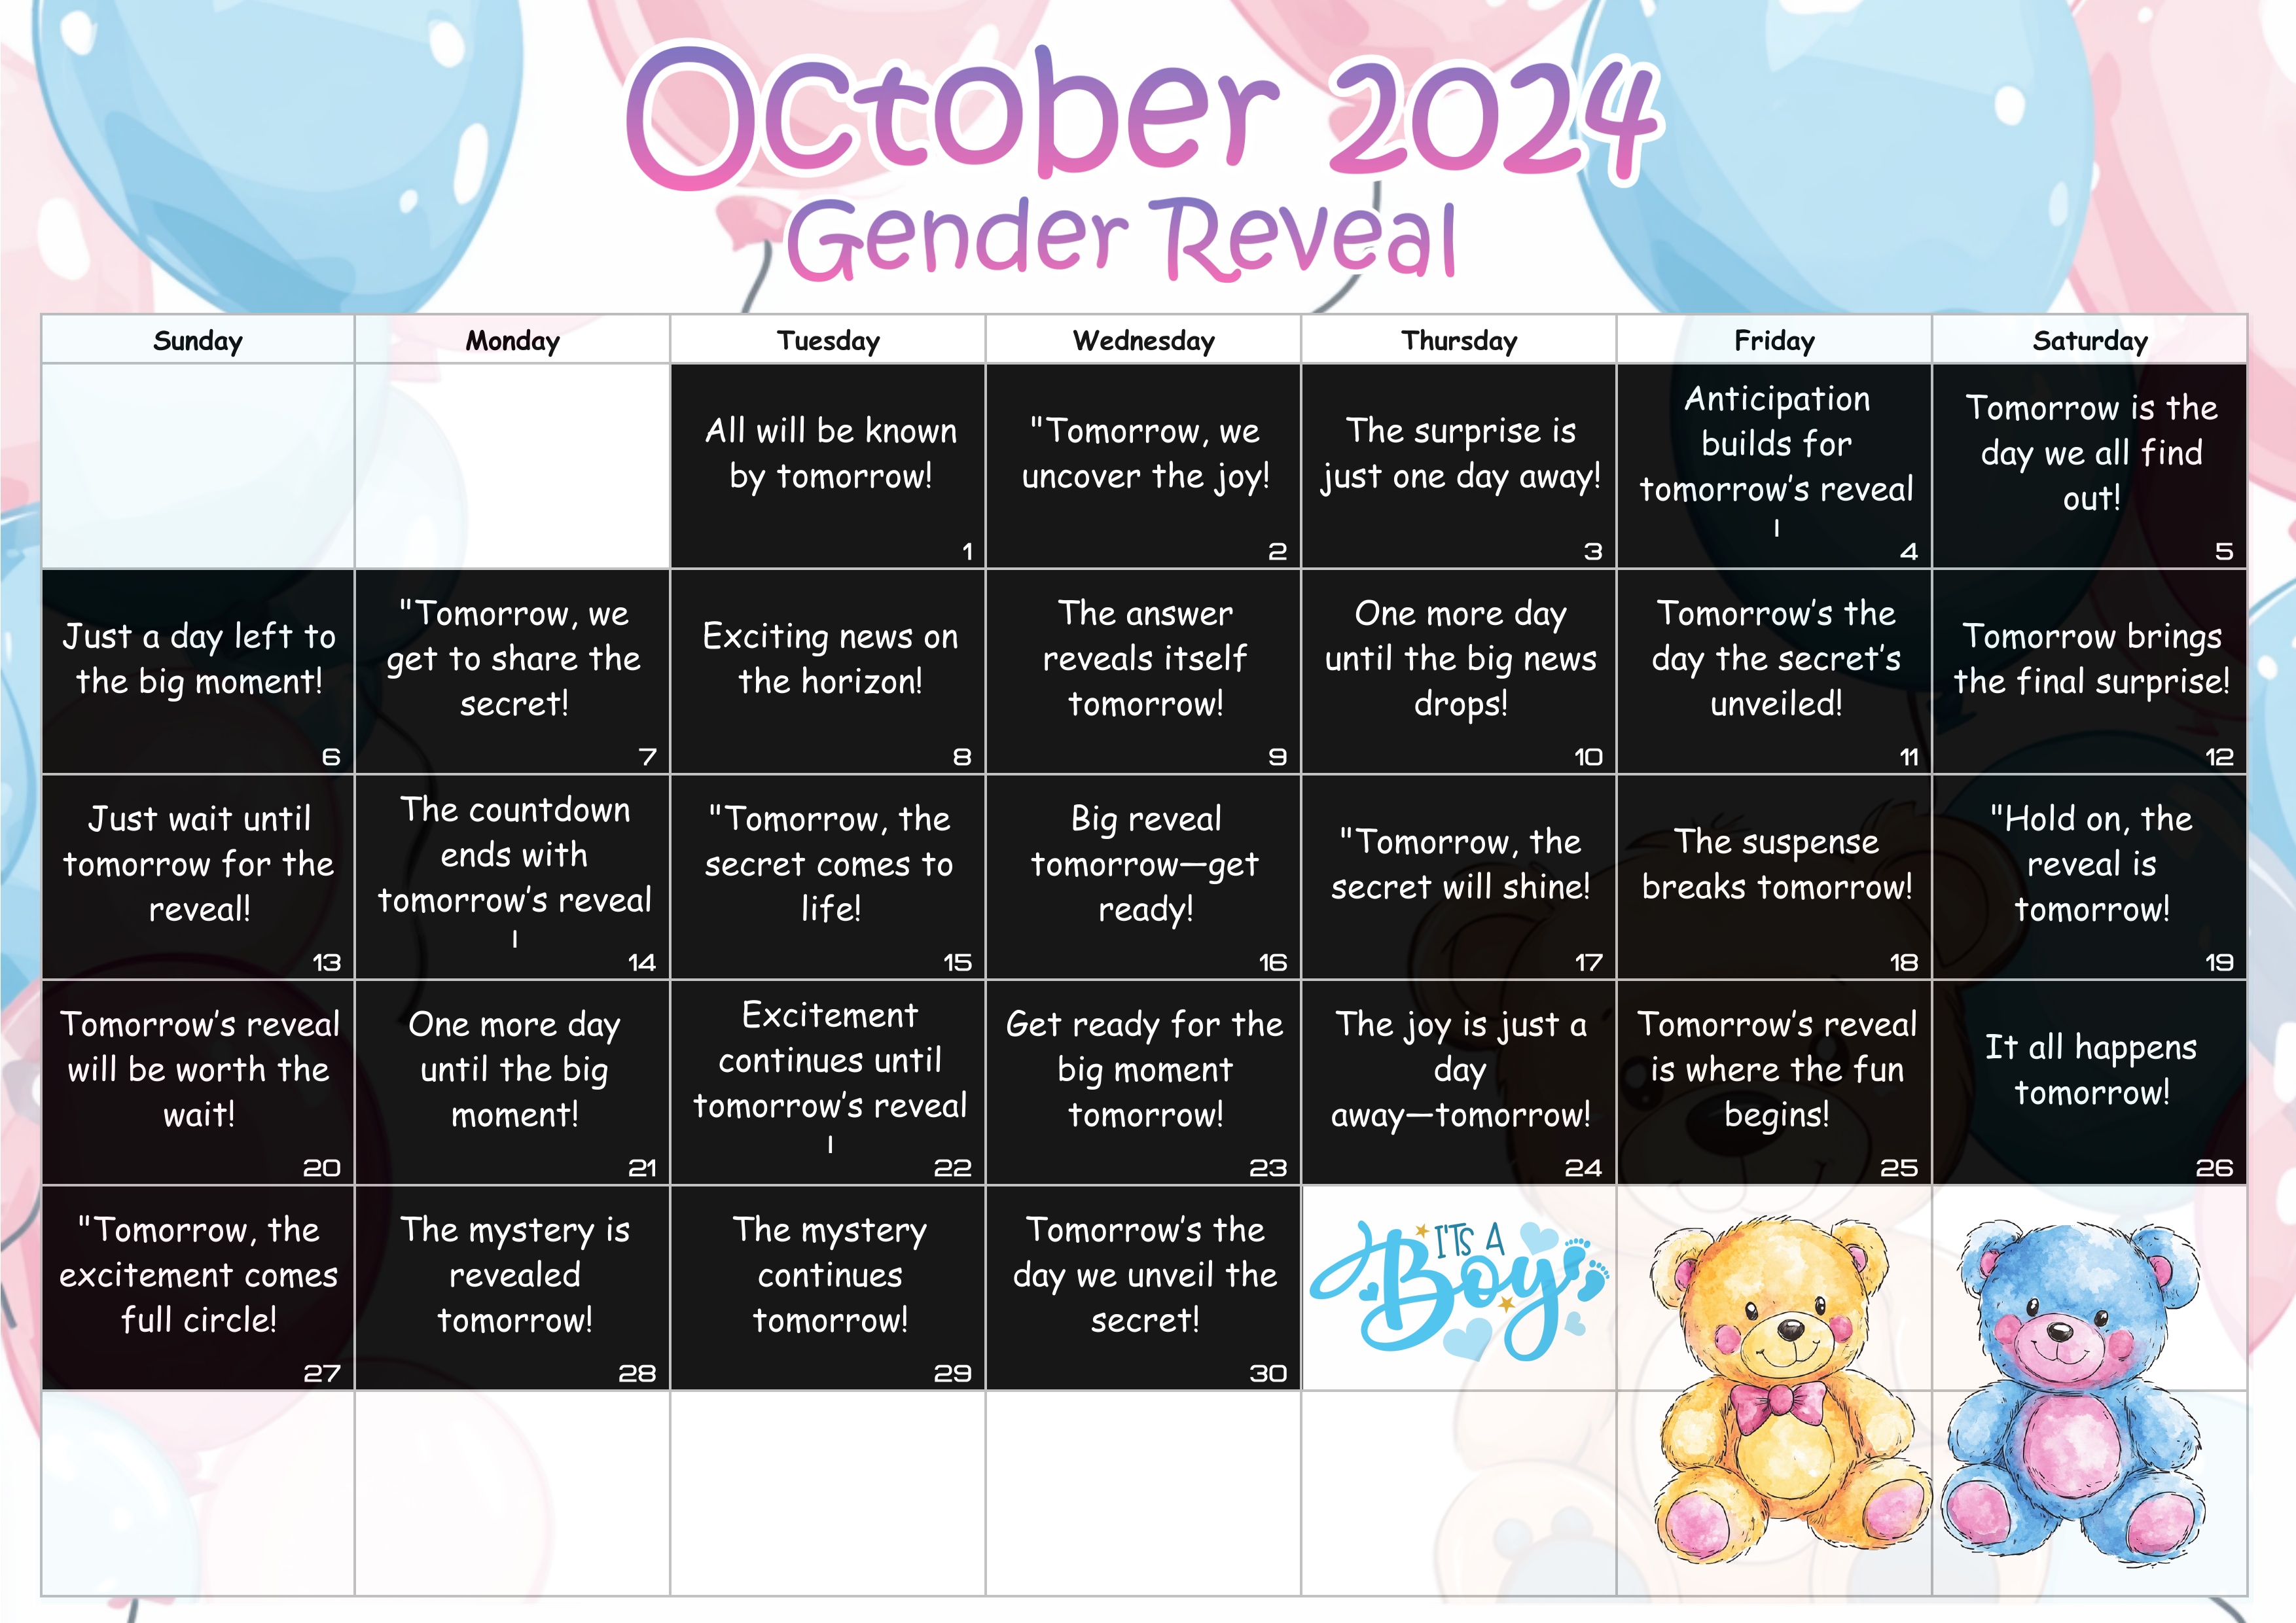 October 2024
Gender Reveal
Sunday
Monday
Tuesday
Wednesday
Thursday
Friday
Saturday
All will be known
by tomorrow!
1
"Tomorrow, we
uncover the joy!
2
The surprise is
just one day away!
3
Anticipation
builds for
tomorrow's reveal
!
4
Tomorrow is the
day we all find
out!
5
Just a day left to
the big moment!
6
"Tomorrow, we
get to share the
secret!
7
Exciting news on
the horizon!
8
The answer
reveals itself
tomorrow!
9
One more day
until the big news
drops!
10
Tomorrow's the
day the secret's
unveiled!
11
Tomorrow brings
the final surprise!
12
Just wait until
tomorrow for the
reveal!
13
The countdown
ends with
tomorrow's reveal
!
14
"Tomorrow, the
secret comes to
life!
15
Big reveal
tomorrow—get
ready!
16
"Tomorrow, the
secret will shine!
17
The suspense
breaks tomorrow!
18
"Hold on, the
reveal is
tomorrow!
19
Tomorrow's reveal
will be worth the
wait!
20
One more day
until the big
moment!
21
Excitement
continues until
tomorrow's reveal
!
22
Get ready for the
big moment
tomorrow!
23
The joy is just a
day
away—tomorrow!
24
Tomorrow's reveal
is where the fun
begins!
25
It all happens
tomorrow!
26
"Tomorrow, the
excitement comes
full circle!
27
The mystery is
revealed
tomorrow!
28
The mystery
continues
tomorrow!
29
Tomorrow's the
day we unveil the
secret!
30
IT'S A
Boy